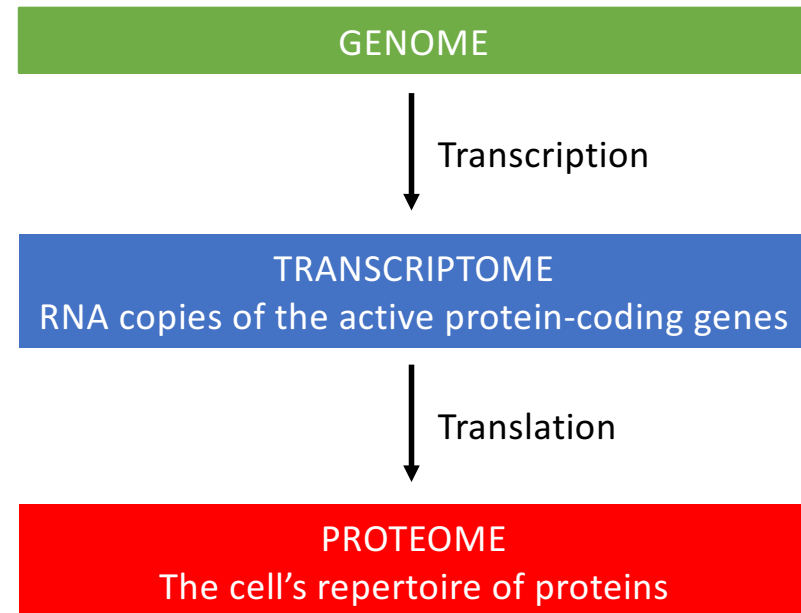 GENOME
Transcription
TRANSCRIPTOME
RNA copies of the active protein-coding genes
Translation
PROTEOME
The cell’s repertoire of proteins